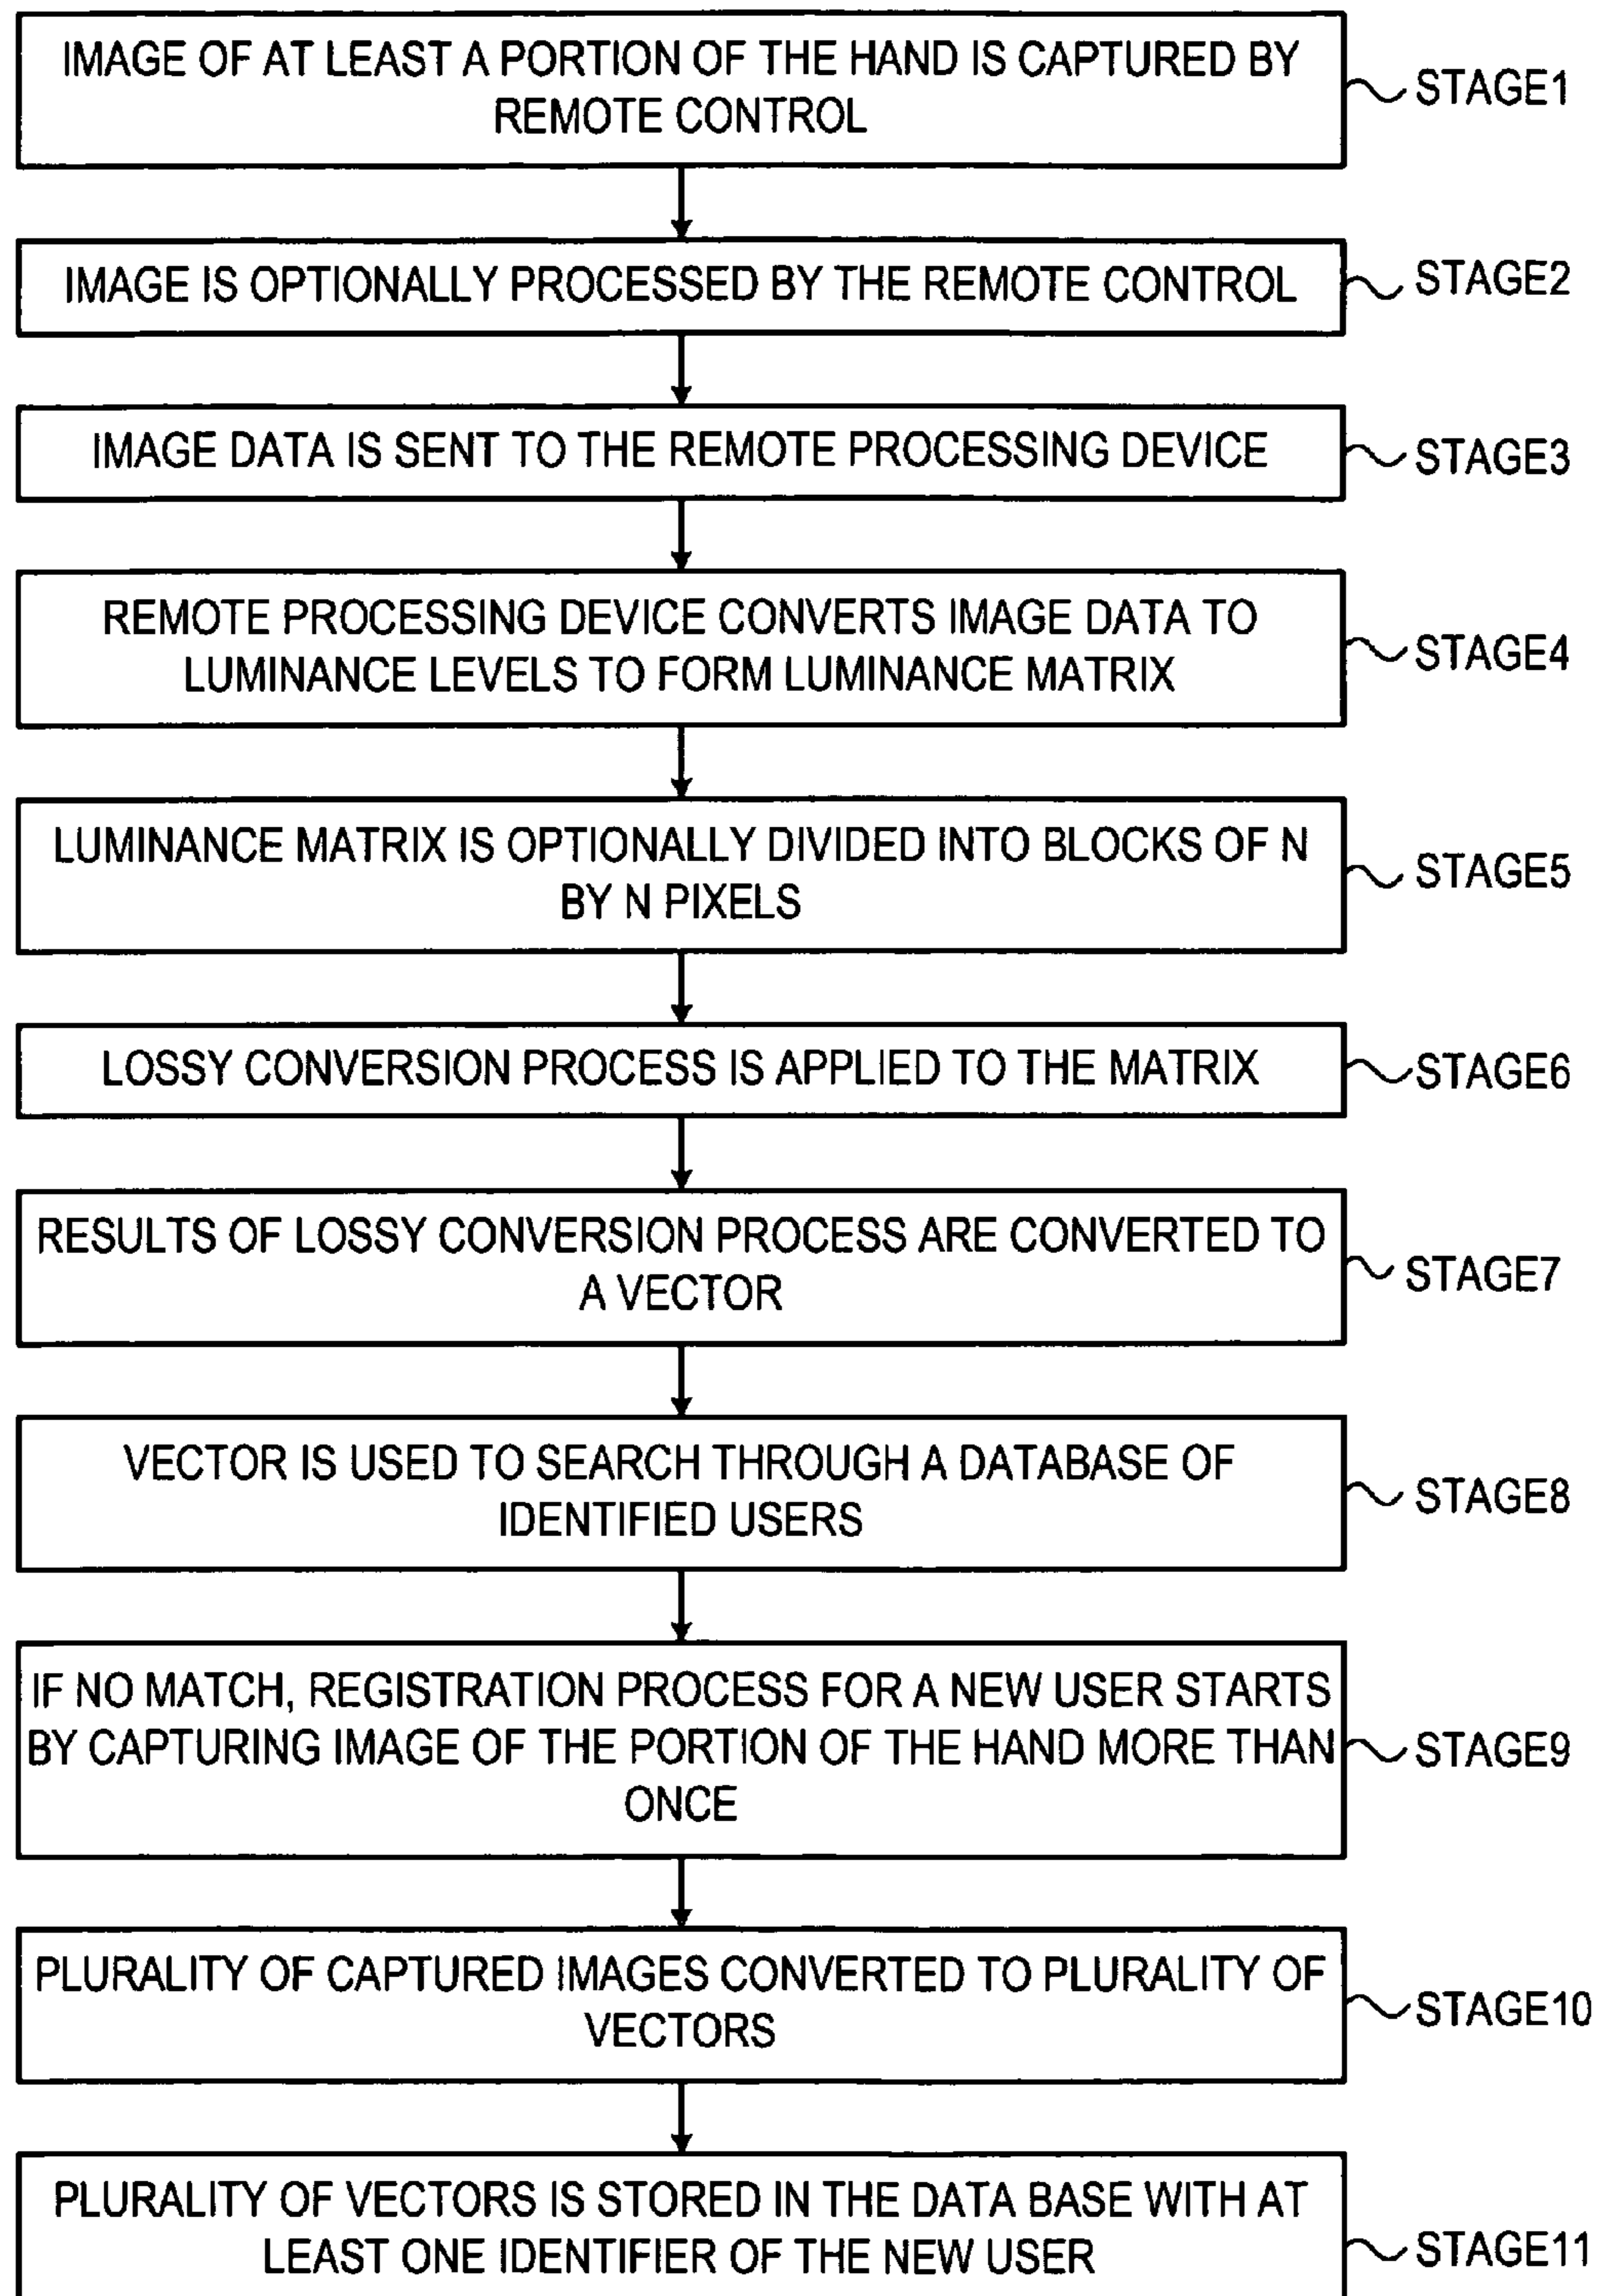 IMAGE OF AT LEAST A PORTION OF THE HAND IS CAPTURED BY
REMOTE CONTROL
STAGE1
IMAGE IS OPTIONALLY PROCESSED BY THE REMOTE CONTROL
STAGE2
IMAGE DATA IS SENT TO THE REMOTE PROCESSING DEVICE
STAGE3
REMOTE PROCESSING DEVICE CONVERTS IMAGE DATA TO
LUMINANCE LEVELS TO FORM LUMINANCE MATRIX
STAGE4
LUMINANCE MATRIX IS OPTIONALLY DIVIDED INTO BLOCKS OF N
BY N PIXELS
STAGE5
LOSSY CONVERSION PROCESS IS APPLIED TO THE MATRIX
STAGE6
RESULTS OF LOSSY CONVERSION PROCESS ARE CONVERTED TO
A VECTOR
STAGE7
VECTOR IS USED TO SEARCH THROUGH A DATABASE OF
IDENTIFIED USERS
STAGE8
IF NO MATCH, REGISTRATION PROCESS FOR A NEW USER STARTS
BY CAPTURING IMAGE OF THE PORTION OF THE HAND MORE THAN
ONCE
STAGE9
PLURALITY OF CAPTURED IMAGES CONVERTED TO PLURALITY OF
VECTORS
STAGE10
PLURALITY OF VECTORS IS STORED IN THE DATA BASE WITH AT
LEAST ONE IDENTIFIER OF THE NEW USER
STAGE11